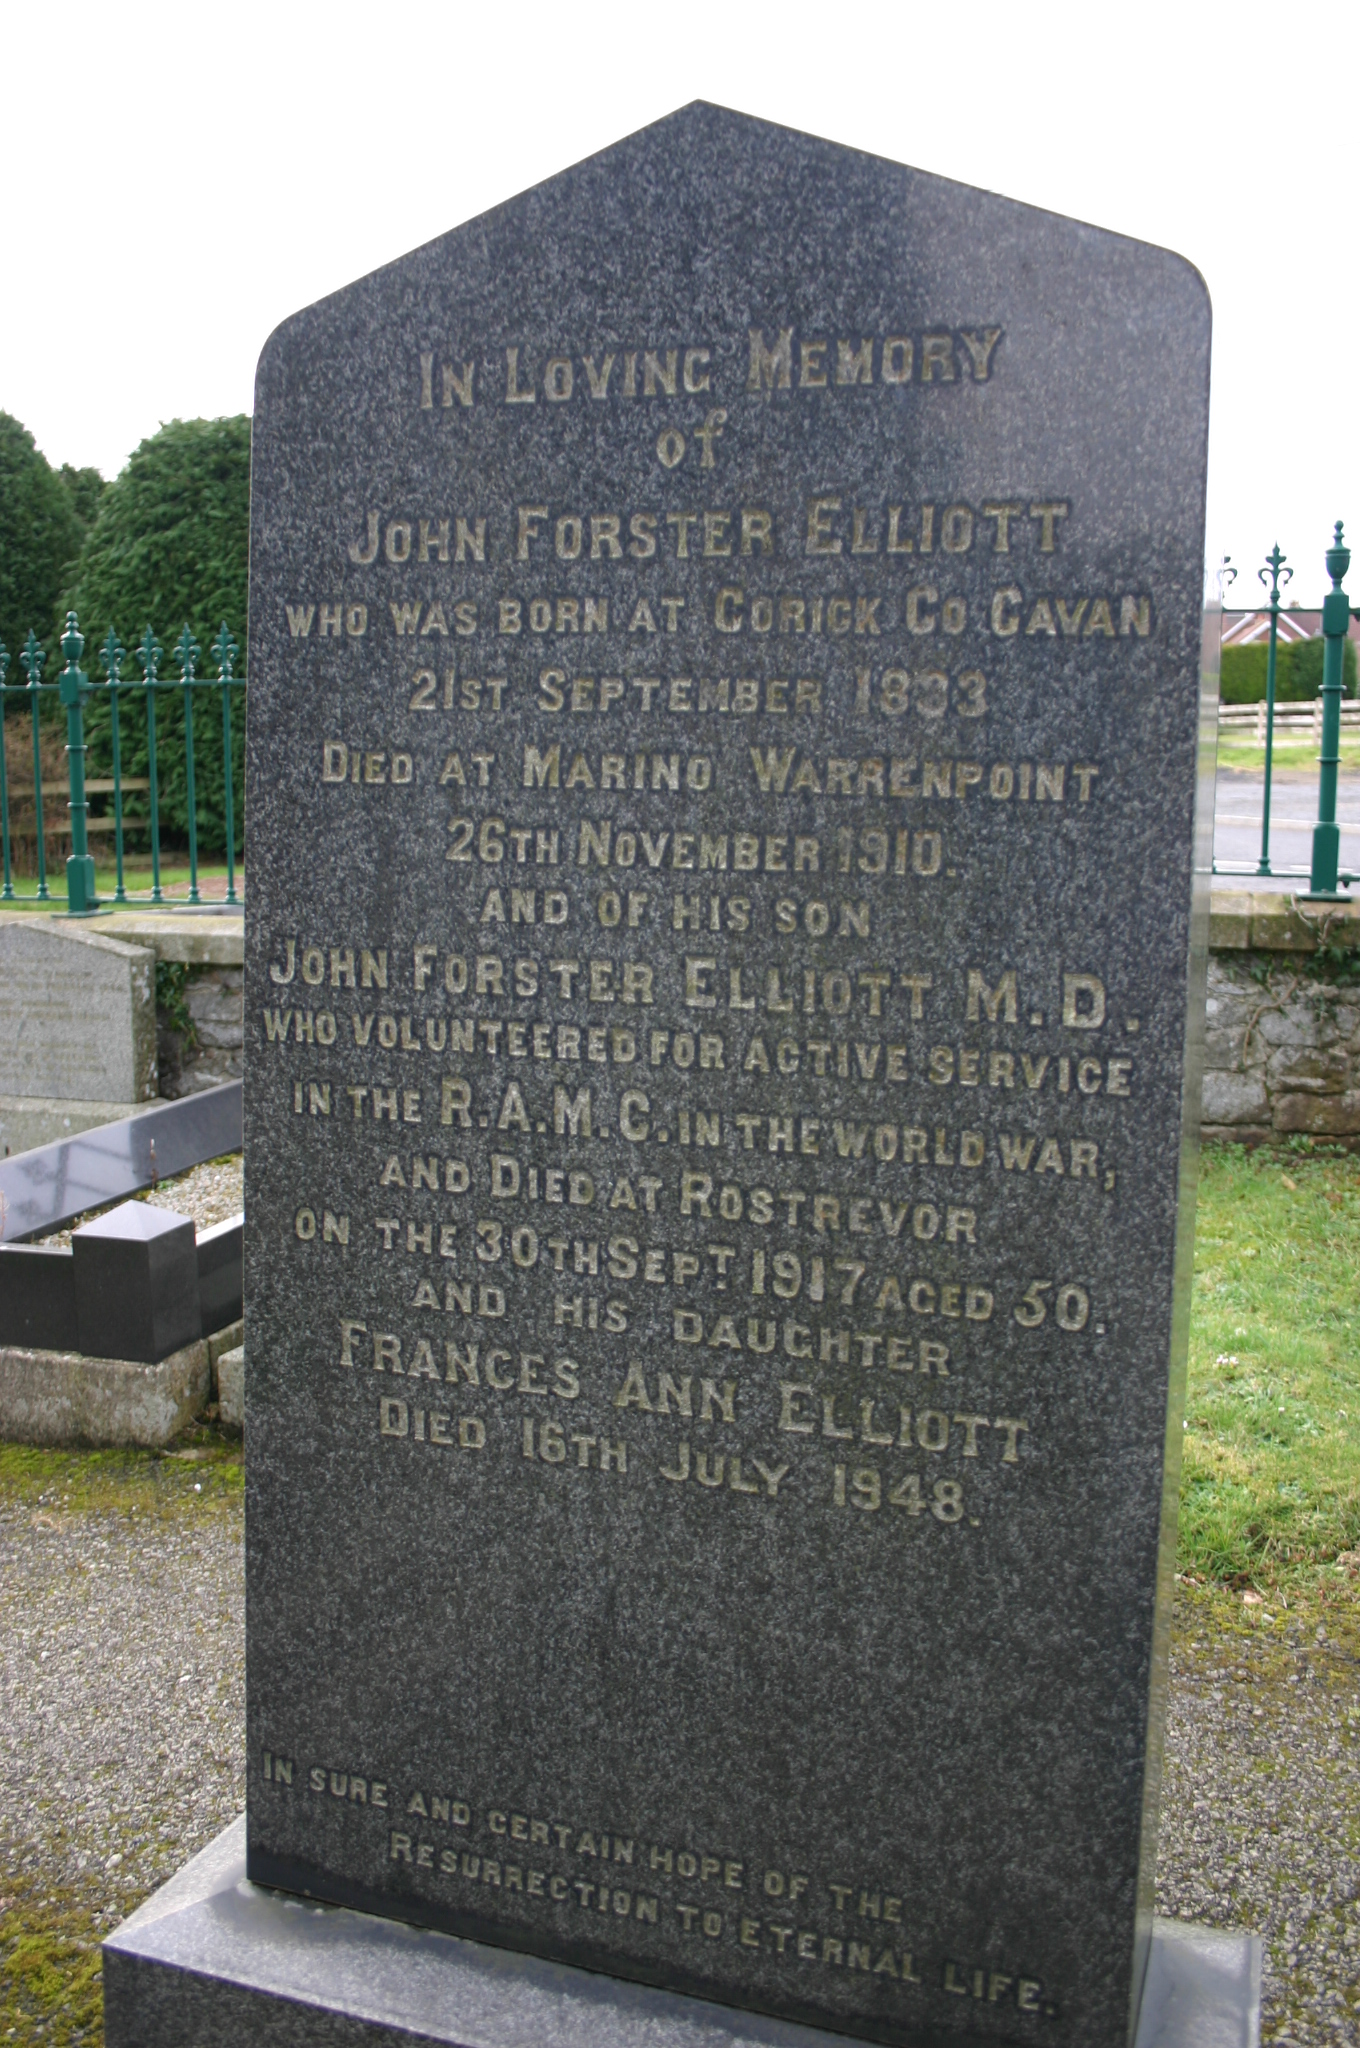 IN LOVING MEMORY
of
JOHN FORSTER ELLIOTT
WHO WAS BORN AT CORICK CO CAVAN
21ST SEPTEMBER 1833
DIED AT MARINO WARRENPOINT
26TH NOVEMBER 1910.
AND OF HIS SON
JOHN FORSTER ELLIOTT M.D.
WHO VOLUNTEERED FOR ACTIVE SERVICE
IN THE R.A.M.C. IN THE WORLD WAR,
AND DIED AT ROSTREVOR
ON THE 30TH SEPT. 1917 AGED 50.
AND HIS DAUGHTER
FRANCES ANN ELLIOTT
DIED 16TH JULY 1948.
IN SURE AND CERTAIN HOPE OF THE
RESURRECTION TO ETERNAL LIFE.